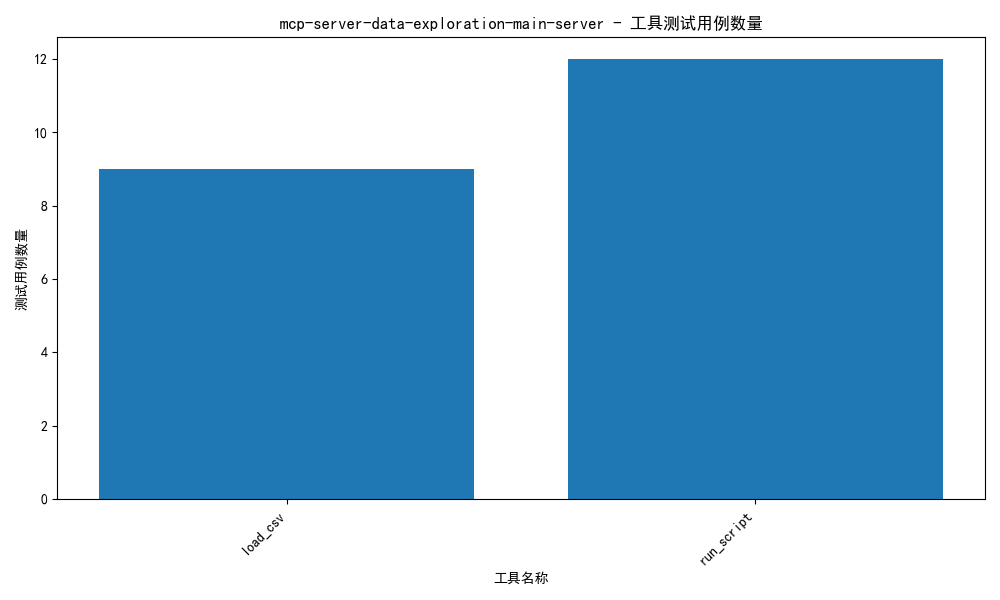 mcp-server-data-exploration-main-server - 工具测试用例数量
测试用例数量
12
10
8
6
4
2
0
load_csv
run_script
工具名称